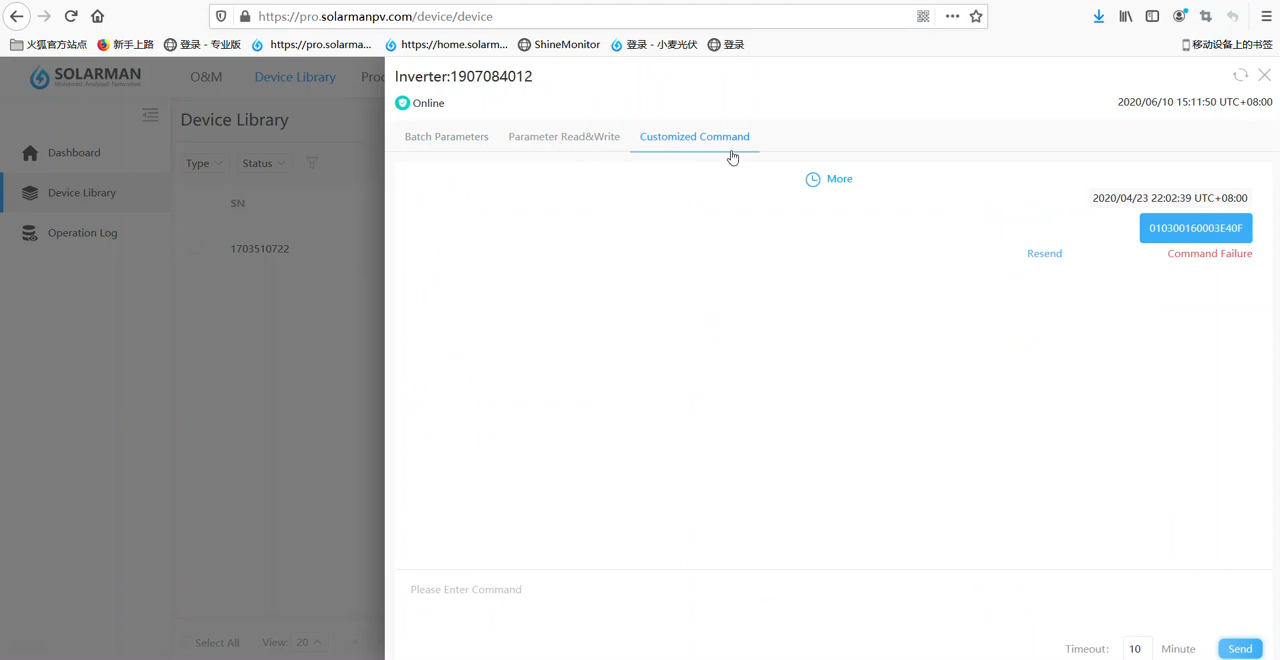 https://pro.solarmanpv.com/device/device
火狐官方站点 新手上路 登录 - 专业版 https://pro.solarma... https://home.solarm... ShineMonitor 登录 - 小麦光伏 登录 移动设备上的书签
SOLARMAN
O&M Device Library
Dashboard
Device Library
Operation Log
Device Library
Type Status
SN
1703510722
Select All View: 20
Inverter:1907084012
Online
2020/06/10 15:11:50 UTC+08:00
Batch Parameters Parameter Read&Write Customized Command
More
2020/04/23 22:02:39 UTC+08:00
010300160003E40F
Resend Command Failure
Please Enter Command
Timeout: 10 Minute Send